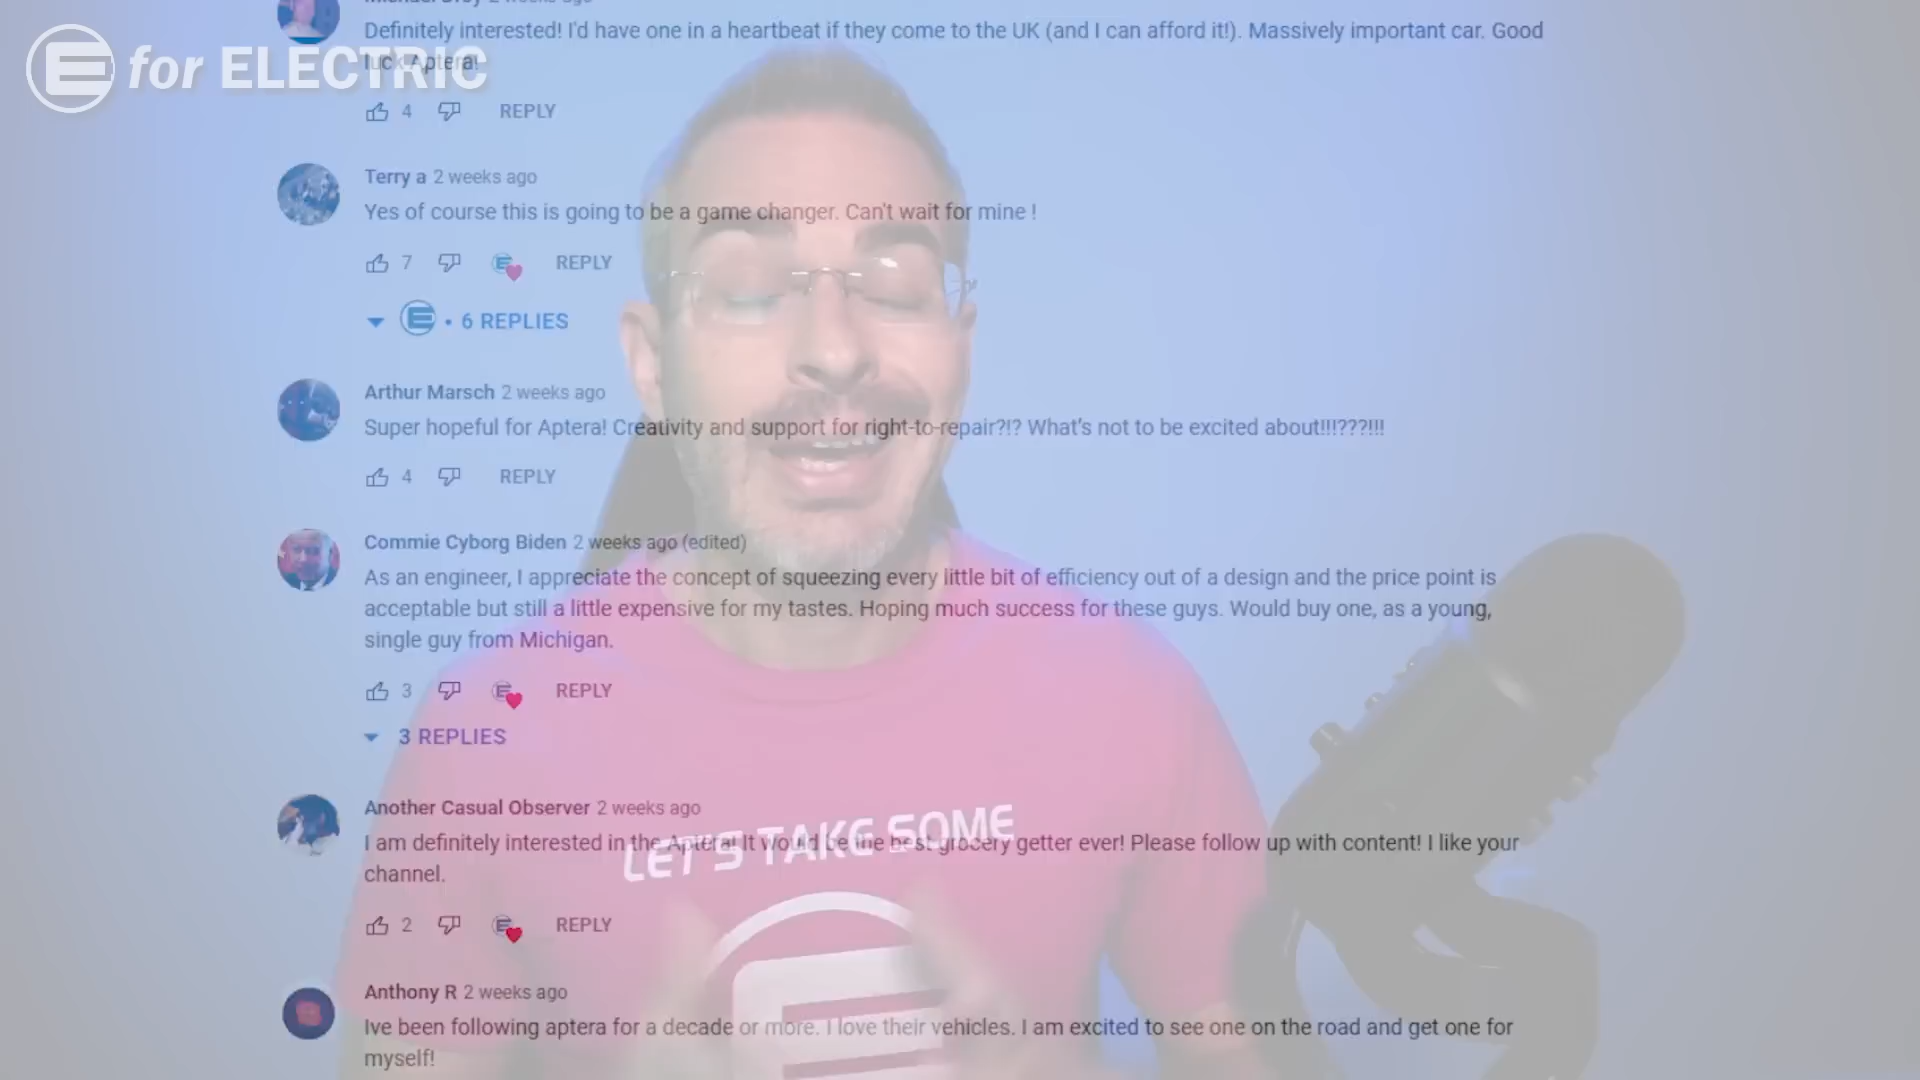 2 weeks ago
Definitely interested! I'd have one in a heartbeat if they come to the UK (and I can afford it!). Massively important car. Good
luck Aptera!
E for ELECTRIC
4 REPLY
Terry a 2 weeks ago
Yes of course this is going to be a game changer. Can't wait for mine !
7 REPLY
• 6 REPLIES
Arthur Marsch 2 weeks ago
Super hopeful for Aptera! Creativity and support for right-to-repair?!? What's not to be excited about!!!???!!!
4 REPLY
Commie Cyborg Biden 2 weeks ago (edited)
As an engineer, I appreciate the concept of squeezing every little bit of efficiency out of a design and the price point is
acceptable but still a little expensive for my tastes. Hoping much success for these guys. Would buy one, as a young,
single guy from Michigan.
3 REPLY
3 REPLIES
Another Casual Observer 2 weeks ago
I am definitely interested in the Aptera! It would be the best grocery getter ever! Please follow up with content! I like your
channel.
LET'S TAKE SOME
2 REPLY
Anthony R 2 weeks ago
Ive been following aptera for a decade or more. I love their vehicles. I am excited to see one on the road and get one for
myself!